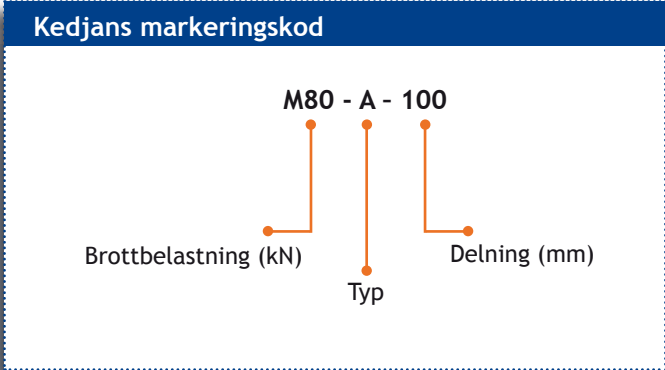 Kedjans markeringskod
M80 - A – 100
Brottbelastning (kN)
Delning (mm)
Typ